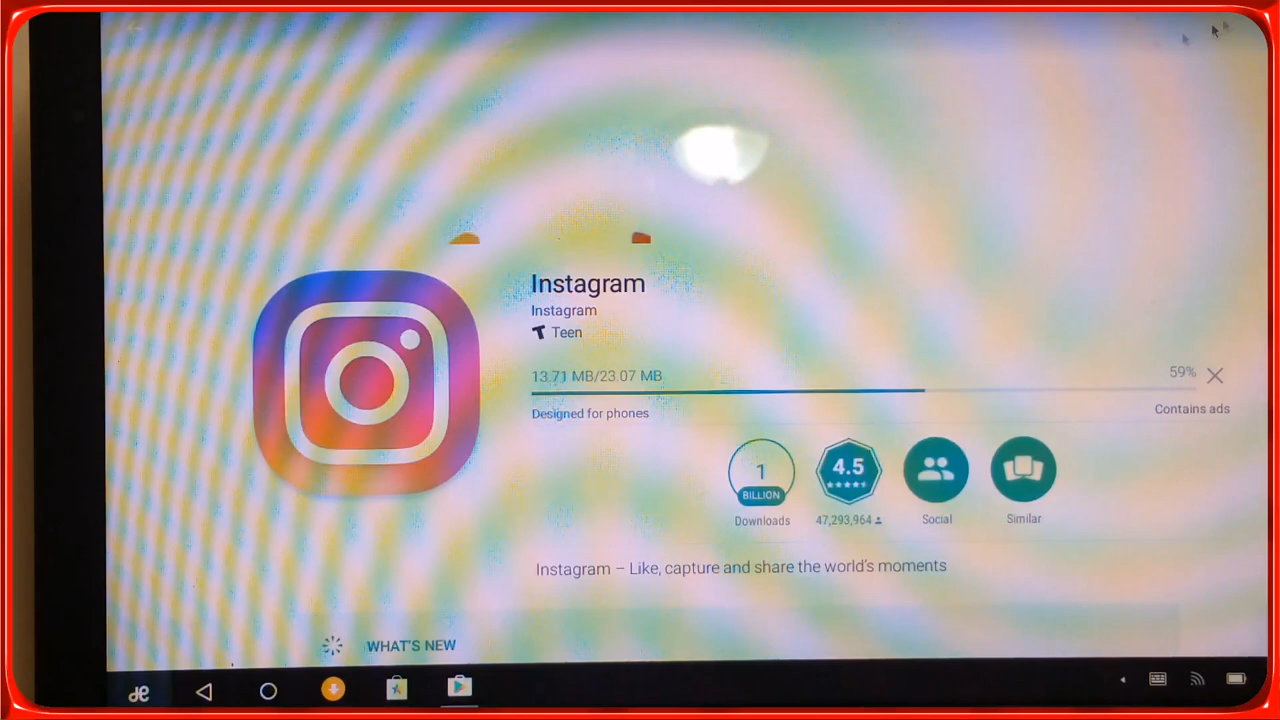 Instagram
Instagram
Teen
13.71 MB/23.07 MB
59%
Designed for phones
Contains ads
1
BILLION
Downloads
4.5
47,293,964
Social
Similar
Instagram – Like, capture and share the world's moments
WHAT'S NEW